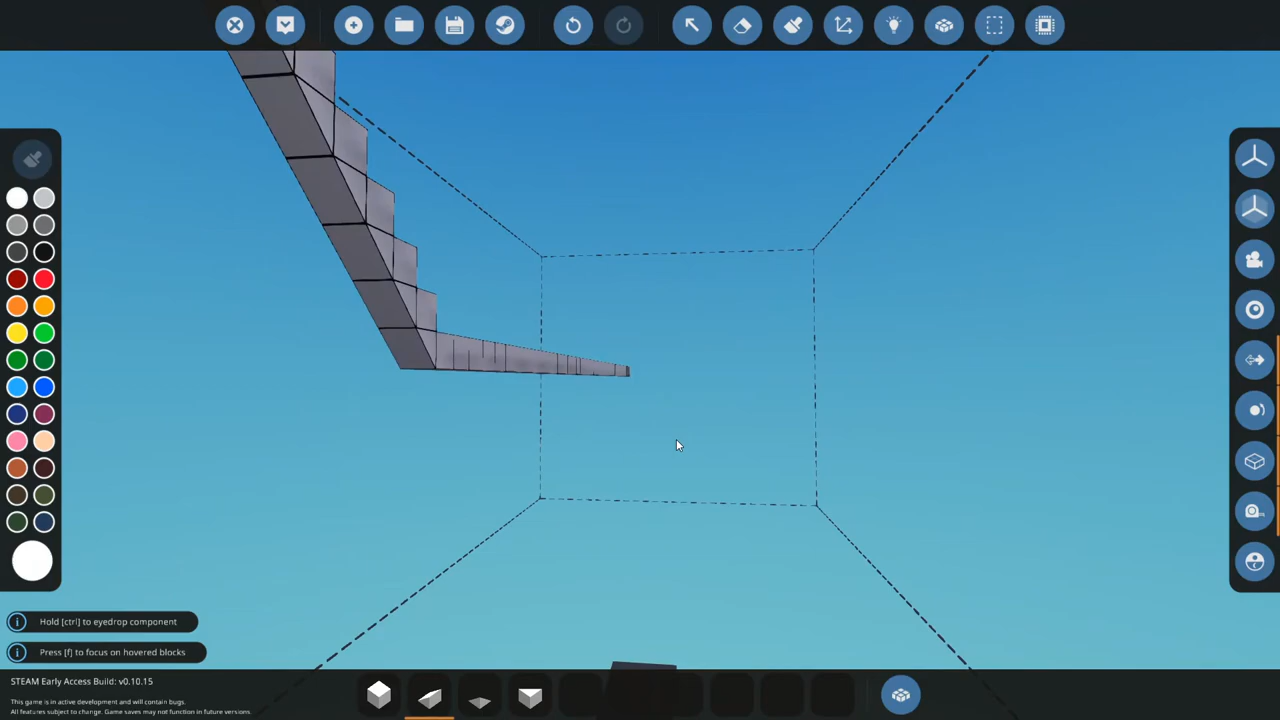 Hold [ctrl] to eyedrop component
Press [f] to focus on hovered blocks
STEAM Early Access Build: v0.10.15
This game is in active development and will contain bugs.
All features subject to change. Game saves may not function in future versions.